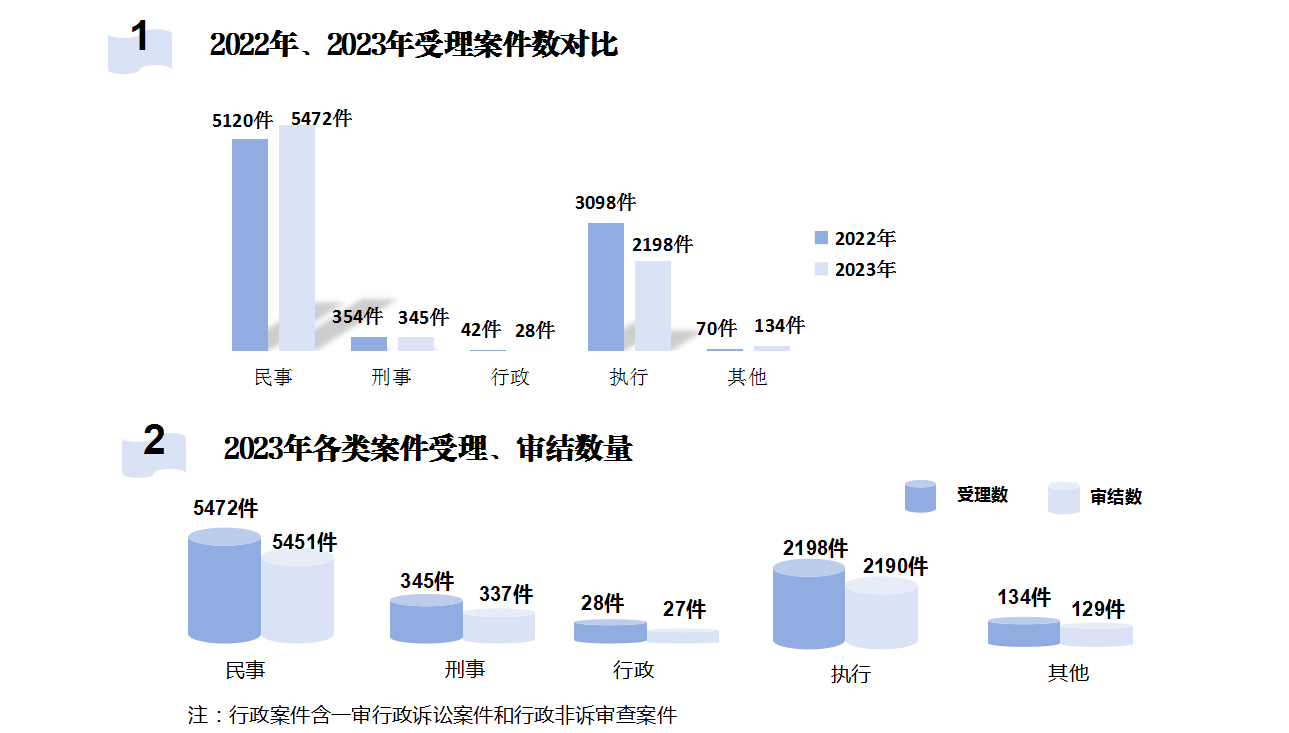 1
2022年、2023年受理案件数对比
5120件 5472件
3098件
2198件
2022年
2023年
354件 345件 42件 28件 70件 134件
民事 刑事 行政 执行 其他
2
2023年各类案件受理、审结数量
受理数 审结数
5472件
5451件
345件
337件
28件
27件
2198件
2190件
134件
129件
民事 刑事 行政 执行 其他
注：行政案件含一审行政诉讼案件和行政非诉审查案件